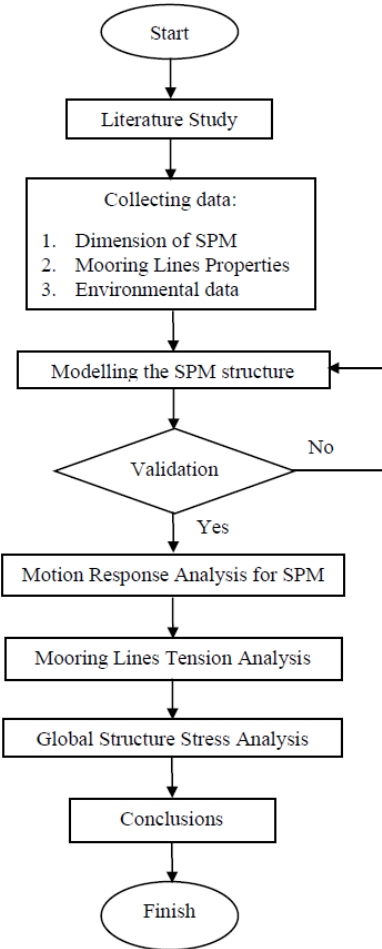 Start
Literature Study
Collecting data:
1. Dimension of SPM
2. Mooring Lines Properties
3. Environmental data
Modelling the SPM structure
Validation
No
Yes
Motion Response Analysis for SPM
Mooring Lines Tension Analysis
Global Structure Stress Analysis
Conclusions
Finish